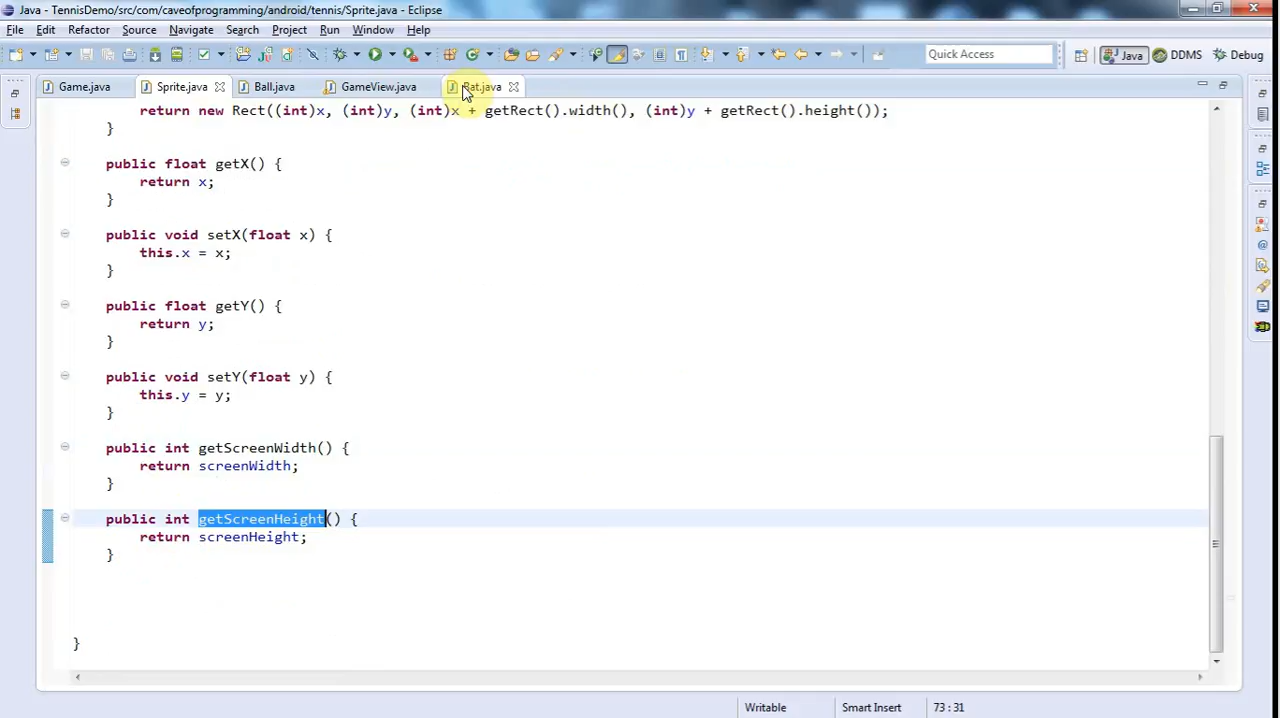 Java - TennisDemo/src/com/caveofprogramming/android/tennis/Sprite.java - Eclipse
File Edit Refactor Source Navigate Search Project Run Window Help
Quick Access Java DDMS Debug
Game.java Sprite.java Ball.java GameView.java Bat.java
return new Rect((int)x, (int)y, (int)x + getRect().width(), (int)y + getRect().height());
}
public float getX() {
return x;
}
public void setX(float x) {
this.x = x;
}
public float getY() {
return y;
}
public void setY(float y) {
this.y = y;
}
public int getScreenWidth() {
return screenWidth;
}
public int getScreenHeight() {
return screenHeight;
}
}
Writable Smart Insert 73 : 31